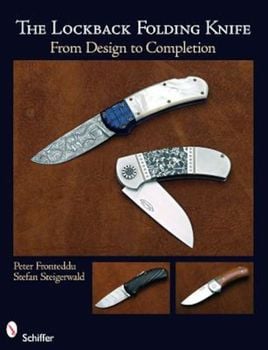 The Lockback Folding Knife
From Design to Completion
Peter Fronteddu
Stefan Steigerwald
Schiffer